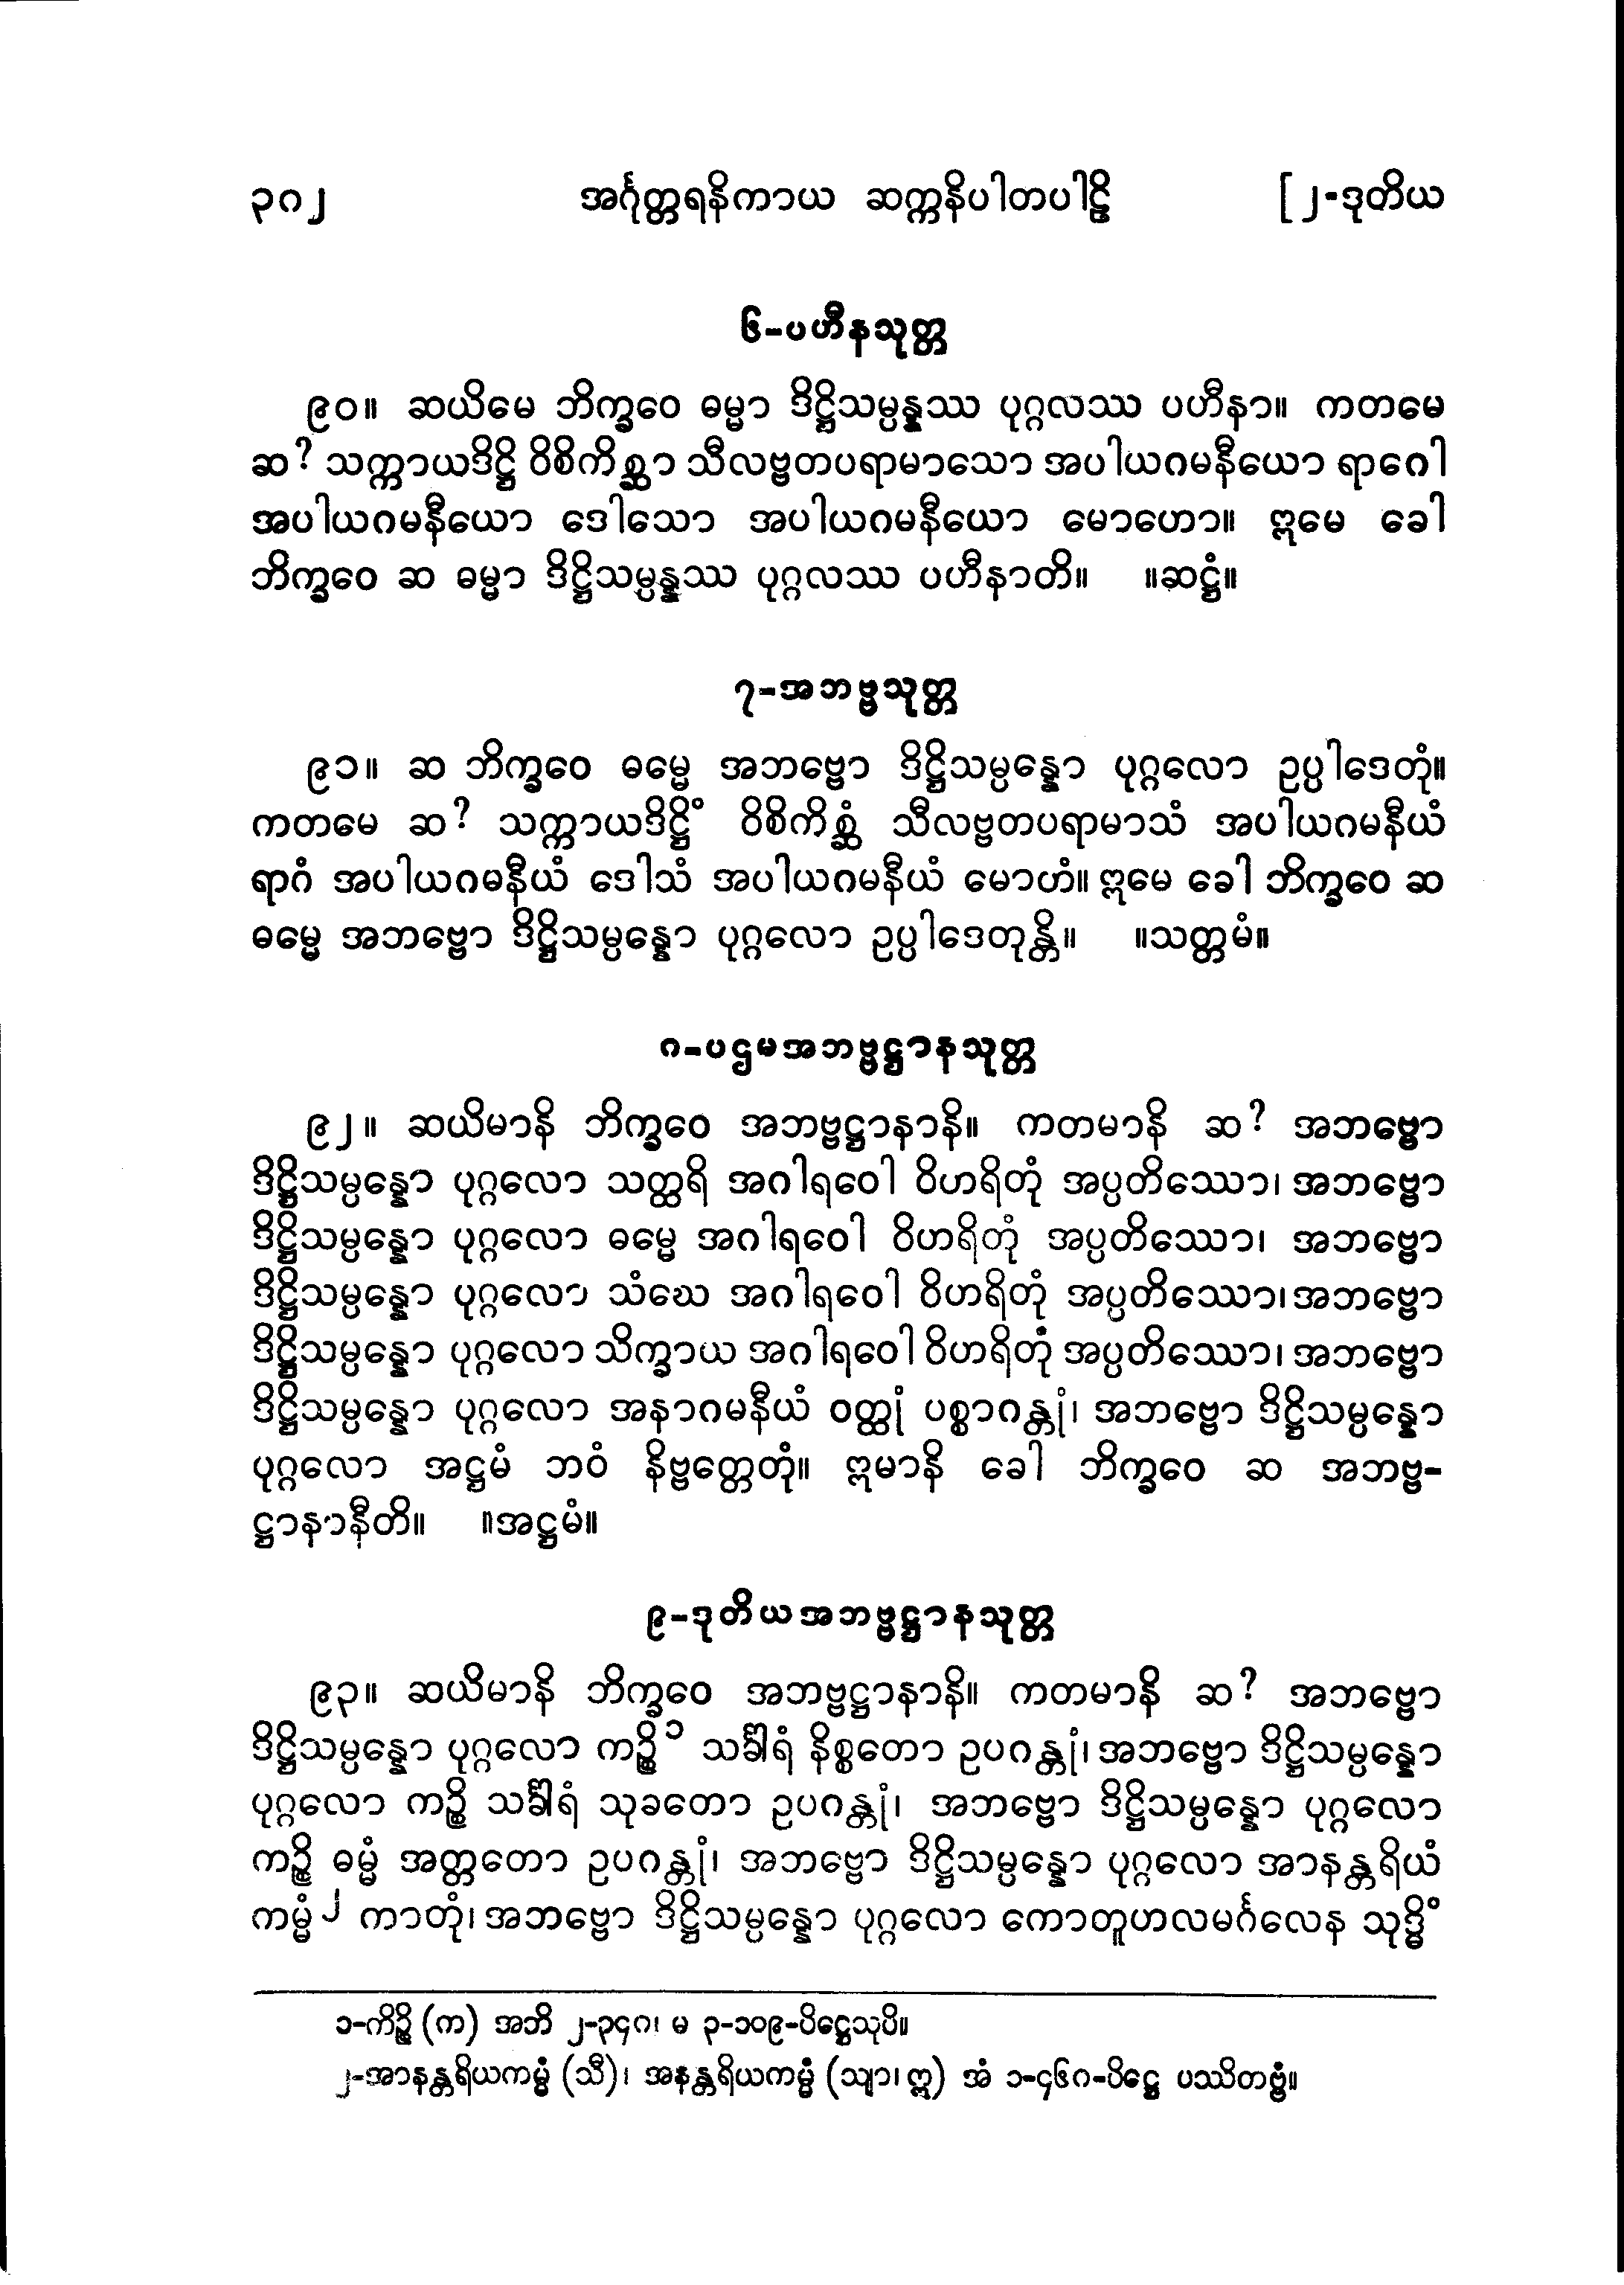 ၃၈၂ အင်္ဂုတ္တရနိကာယ ဆက္ကနိပါတပါဠိ [၂-ဒုတိယ
၆-ပဟီနသုတ္တ
၉၀။ ဆယိမေ ဘိက္ခဝေ ဓမ္မာ ဒိဋ္ဌိသမ္ပန္နဿ ပုဂ္ဂလဿ ပဟီနာ။ ကတမေ
ဆ? သက္ကာယဒိဋ္ဌိ ဝိစိကိစ္ဆာ သီလဗ္ဗတပရာမာသော အပါယဂမနီယော ရာဂေါ
အပါယဂမနီယော ဒေါသော အပါယဂမနီယော မောဟော။ ဣမေ ခေါ
ဘိက္ခဝေ ဆ ဓမ္မာ ဒိဋ္ဌိသမ္ပန္နဿ ပုဂ္ဂလဿ ပဟီနာတိ။ ။ဆဋ္ဌံ။
၇-အဘဗ္ဗသုတ္တ
၉၁။ ဆ ဘိက္ခဝေ ဓမ္မေ အဘဗ္ဗော ဒိဋ္ဌိသမ္ပန္နော ပုဂ္ဂလော ဥပ္ပါဒေတုံ။
ကတမေ ဆ? သက္ကာယဒိဋ္ဌိံ ဝိစိကိစ္ဆံ သီလဗ္ဗတပရာမာသံ အပါယဂမနီယံ
ရာဂံ အပါယဂမနီယံ ဒေါသံ အပါယဂမနီယံ မောဟံ။ ဣမေ ခေါ ဘိက္ခဝေ ဆ
ဓမ္မေ အဘဗ္ဗော ဒိဋ္ဌိသမ္ပန္နော ပုဂ္ဂလော ဥပ္ပါဒေတုန္တိ။ ။သတ္တမံ။
၈-ပဌမအဘဗ္ဗဋ္ဌာနသုတ္တ
၉၂။ ဆယိမာနိ ဘိက္ခဝေ အဘဗ္ဗဋ္ဌာနာနိ။ ကတမာနိ ဆ? အဘဗ္ဗော
ဒိဋ္ဌိသမ္ပန္နော ပုဂ္ဂလော သတ္ထရိ အဂါရဝေါ ဝိဟရိတုံ အပ္ပတိဿော၊ အဘဗ္ဗော
ဒိဋ္ဌိသမ္ပန္နော ပုဂ္ဂလော ဓမ္မေ အဂါရဝေါ ဝိဟရိတုံ အပ္ပတိဿော၊ အဘဗ္ဗော
ဒိဋ္ဌိသမ္ပန္နော ပုဂ္ဂလော သံဃေ အဂါရဝေါ ဝိဟရိတုံ အပ္ပတိဿော၊ အဘဗ္ဗော
ဒိဋ္ဌိသမ္ပန္နော ပုဂ္ဂလော သိက္ခာယ အဂါရဝေါ ဝိဟရိတုံ အပ္ပတိဿော၊ အဘဗ္ဗော
ဒိဋ္ဌိသမ္ပန္နော ပုဂ္ဂလော အနာဂမနီယံ ဝတ္ထုံ ပစ္စာဂန္တုံ၊ အဘဗ္ဗော ဒိဋ္ဌိသမ္ပန္နော
ပုဂ္ဂလော အဋ္ဌမံ ဘဝံ နိဗ္ဗတ္တေတုံ။ ဣမာနိ ခေါ ဘိက္ခဝေ ဆ အဘဗ္ဗ-
ဋ္ဌာနာနီတိ။ ။အဋ္ဌမံ။
၉-ဒုတိယအဘဗ္ဗဋ္ဌာနသုတ္တ
၉၃။ ဆယိမာနိ ဘိက္ခဝေ အဘဗ္ဗဋ္ဌာနာနိ။ ကတမာနိ ဆ? အဘဗ္ဗော
ဒိဋ္ဌိသမ္ပန္နော ပုဂ္ဂလော ကဉ္စိ၁ သင်္ခါရံ နိစ္စတော ဥပဂန္တုံ၊ အဘဗ္ဗော ဒိဋ္ဌိသမ္ပန္နော
ပုဂ္ဂလော ကဉ္စိ သင်္ခါရံ သုခတော ဥပဂန္တုံ၊ အဘဗ္ဗော ဒိဋ္ဌိသမ္ပန္နော ပုဂ္ဂလော
ကဉ္စိ ဓမ္မံ အတ္တတော ဥပဂန္တုံ၊ အဘဗ္ဗော ဒိဋ္ဌိသမ္ပန္နော ပုဂ္ဂလော အာနန္တရိယံ
ကမ္မံ၂ ကာတုံ၊ အဘဗ္ဗော ဒိဋ္ဌိသမ္ပန္နော ပုဂ္ဂလော ကောတူဟလမင်္ဂလေန သုဒ္ဓိံ
၁-ကိဉ္စိ (က) အဘိ ၂-၃၄၈၊ မ ၃-၁၀၉-ပိဋ္ဌေသုပိ။
၂-အာနန္တရိယကမ္မံ (သီ)၊ အနန္တရိယကမ္မံ (သျာ၊ ဣ) အံ ၁-၄၆၈-ပိဋ္ဌေ ပဿိတဗ္ဗံ။